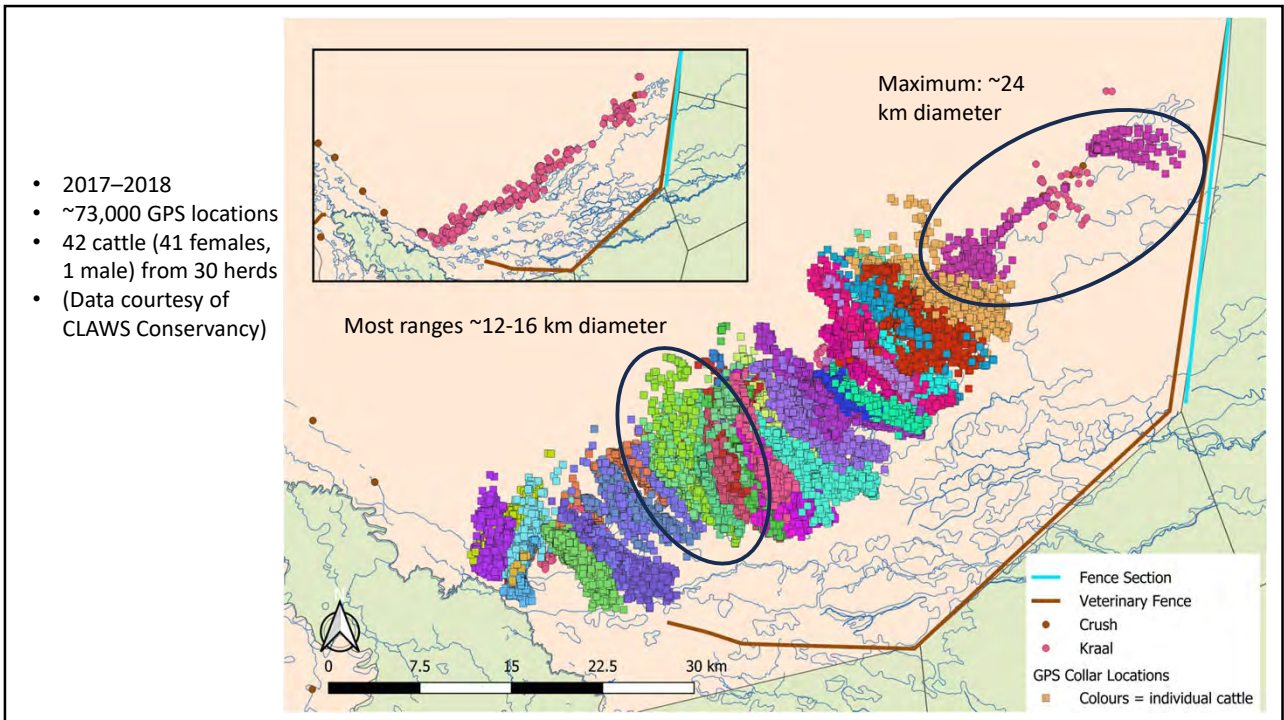 • 2017–2018
• ~73,000 GPS locations
• 42 cattle (41 females,
1 male) from 30 herds
• (Data courtesy of
CLAWS Conservancy)
Maximum: ~24
km diameter
Most ranges ~12-16 km diameter
N
0 7.5 15 22.5 30 km
Fence Section
Veterinary Fence
Crush
Kraal
GPS Collar Locations
Colours = individual cattle